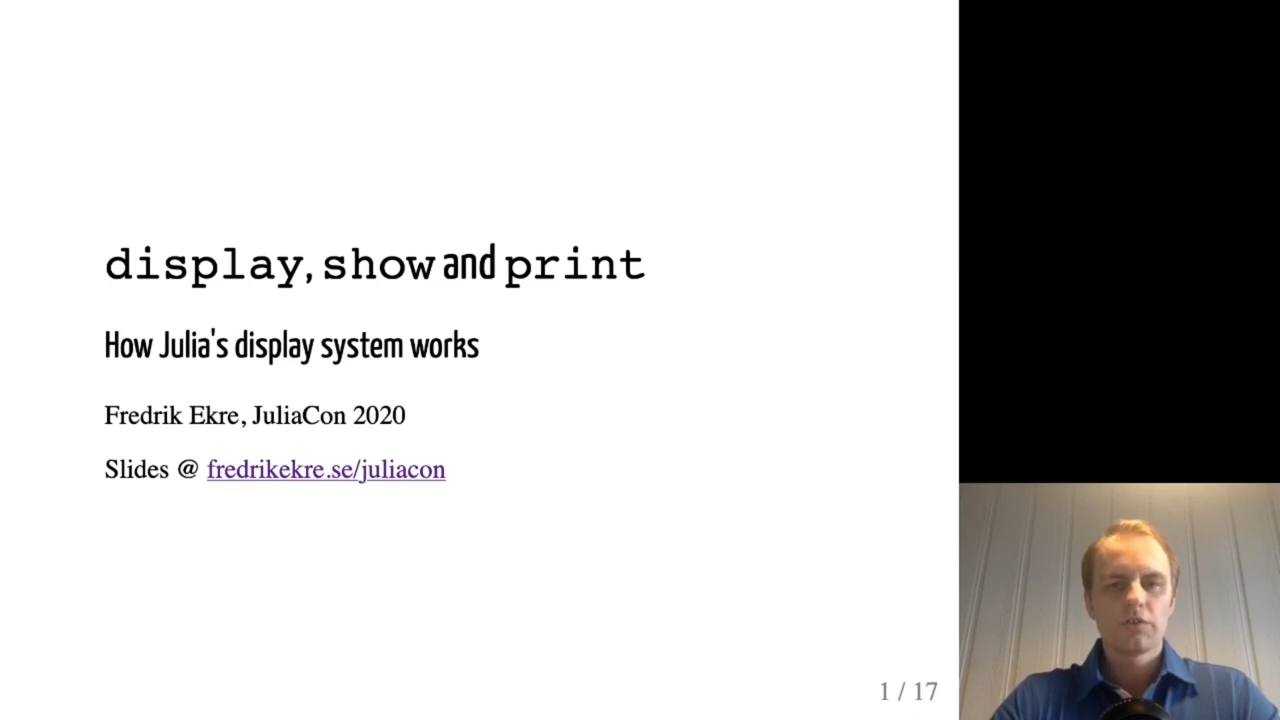 display, show and print
How Julia's display system works
Fredrik Ekre, JuliaCon 2020
Slides @ fredrikekre.se/juliacon
1 / 17